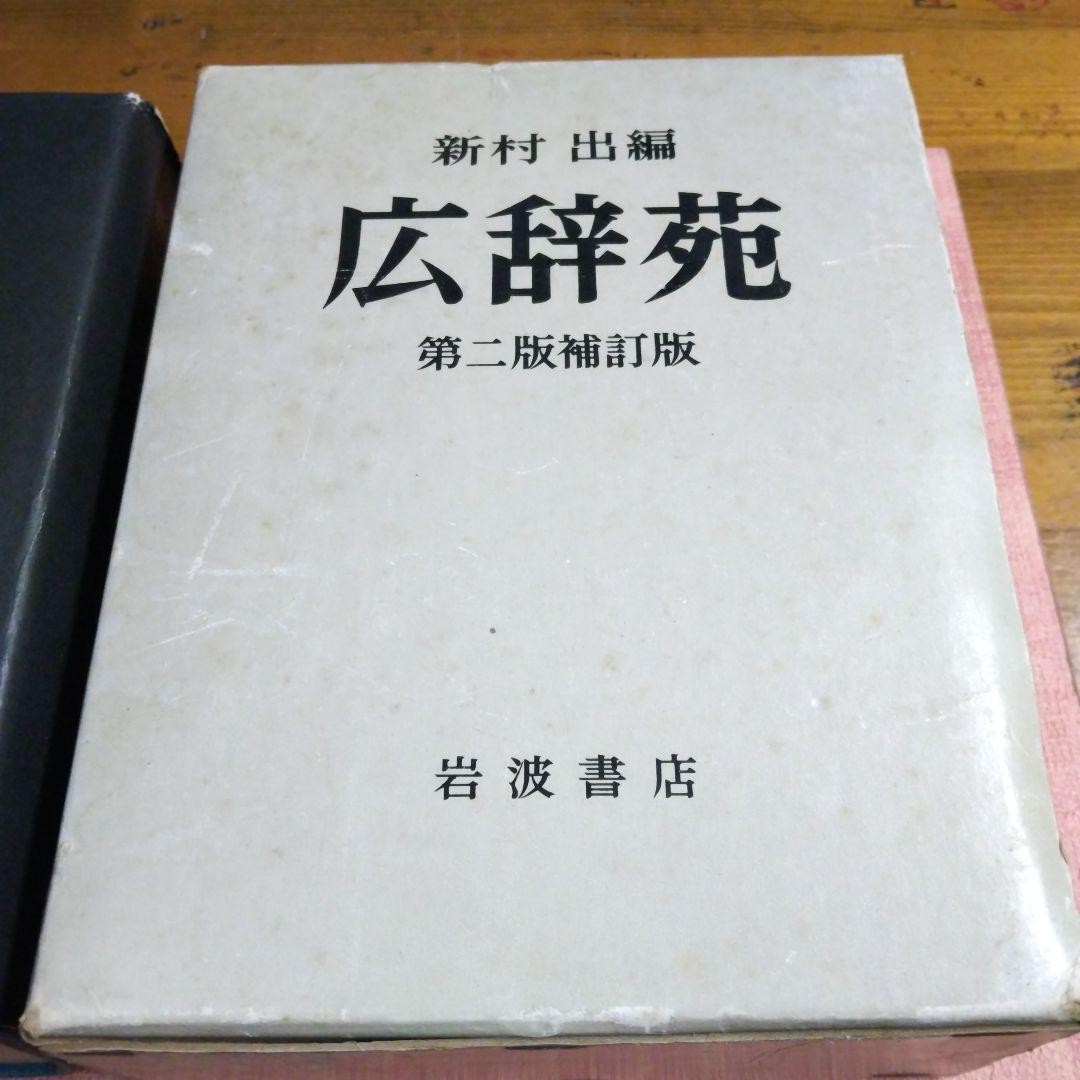 新村 出編
広辞苑
第二版補訂版
岩波書店